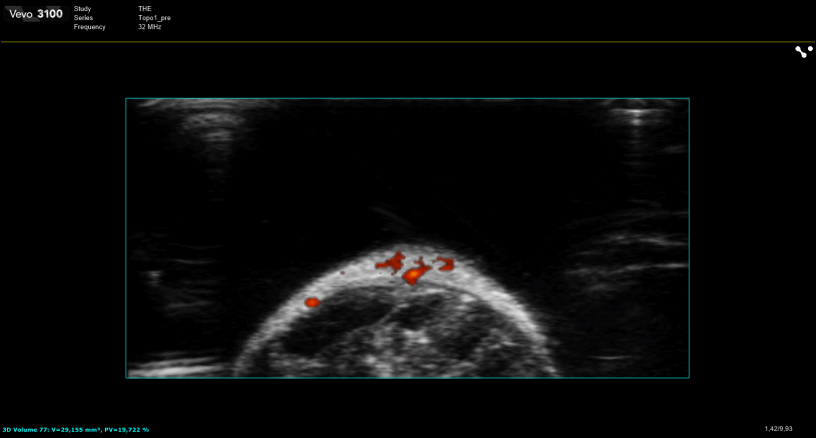 Vevo 3100
Study THE
Series Topo1_pre
Frequency 32 MHz
3D Volume 77: V=29,155 mm³, PV=19,722 %
1,42/9,93